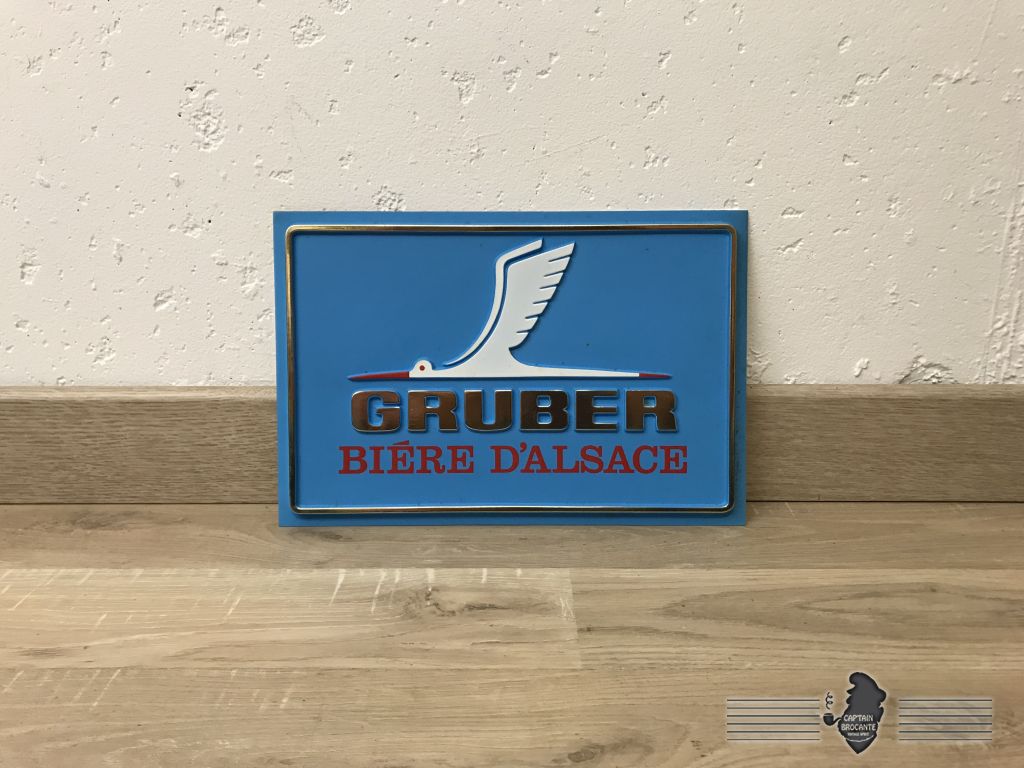 GRUBER
BIÉRE D'ALSACE
CAPTAIN
BROCANTE